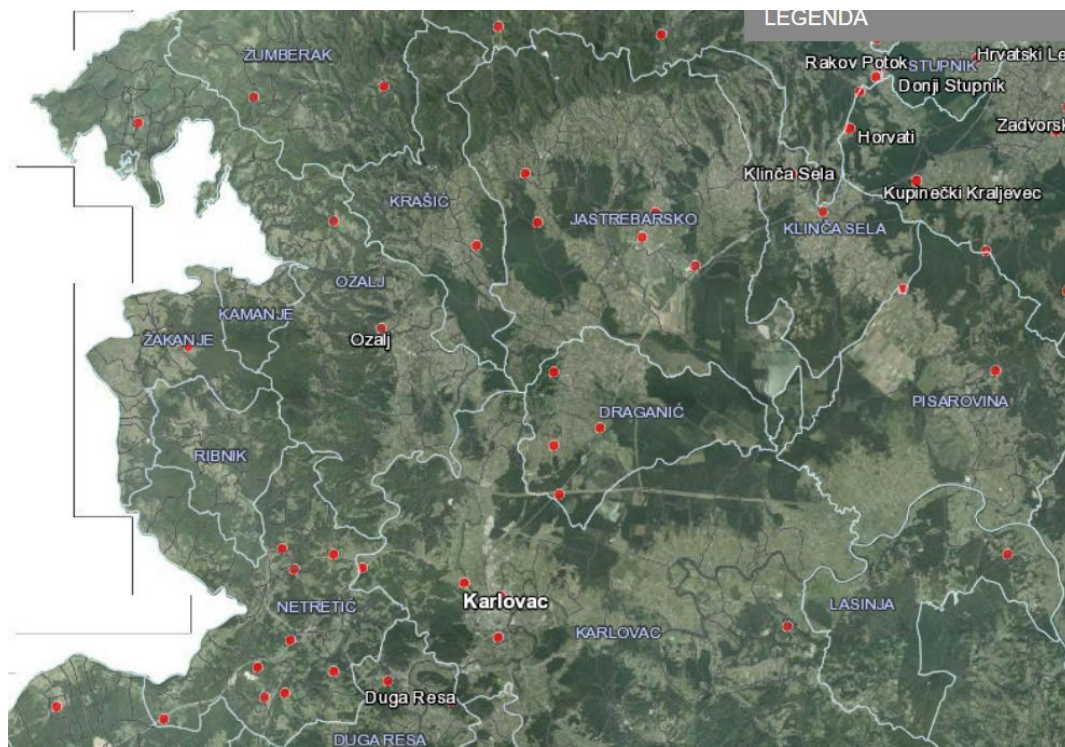 LEGENDA
ŽUMBERAK
Rakov Potok
STUPNIK
Hrvatski Le
Donji Stupnik
Zadvorsk
Horvati
Klinča Sela
Kupinečki Kraljevec
KRAŠIĆ
JASTREBARSKO
KLINČA SELA
OZALJ
KAMANJE
ŽAKANJE
Ozalj
DRAGANIĆ
PISAROVINA
RIBNIK
NETRETIĆ
Karlovac
KARLOVAC
LASINJA
Duga Resa
DUGA RESA